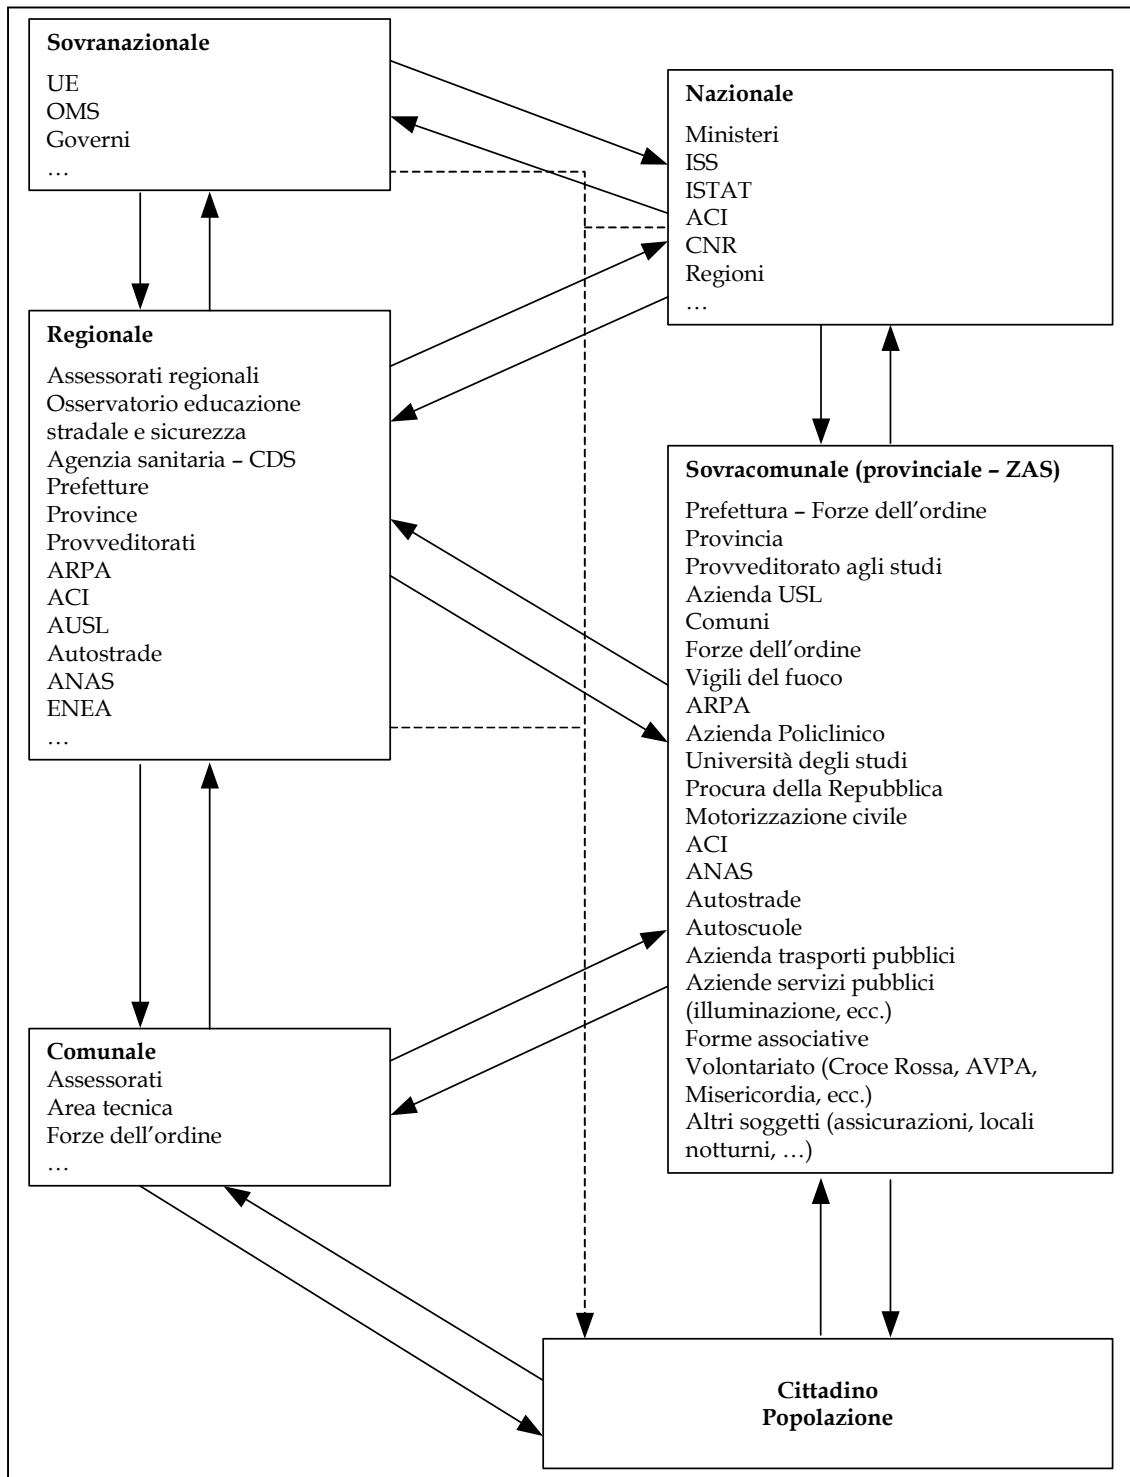 Sovranazionale
UE
OMS
Governi
…
Nazionale
Ministeri
ISS
ISTAT
ACI
CNR
Regioni
…
Regionale
Assessorati regionali
Osservatorio educazione
stradale e sicurezza
Agenzia sanitaria – CDS
Prefetture
Province
Provveditorati
ARPA
ACI
AUSL
Autostrade
ANAS
ENEA
…
Sovracomunale (provinciale – ZAS)
Prefettura – Forze dell’ordine
Provincia
Provveditorato agli studi
Azienda USL
Comuni
Forze dell’ordine
Vigili del fuoco
ARPA
Azienda Policlinico
Università degli studi
Procura della Repubblica
Motorizzazione civile
ACI
ANAS
Autostrade
Autoscuole
Azienda trasporti pubblici
Aziende servizi pubblici
(illuminazione, ecc.)
Forme associative
Volontariato (Croce Rossa, AVPA,
Misericordia, ecc.)
Altri soggetti (assicurazioni, locali
notturni, …)
Comunale
Assessorati
Area tecnica
Forze dell’ordine
…
Cittadino
Popolazione